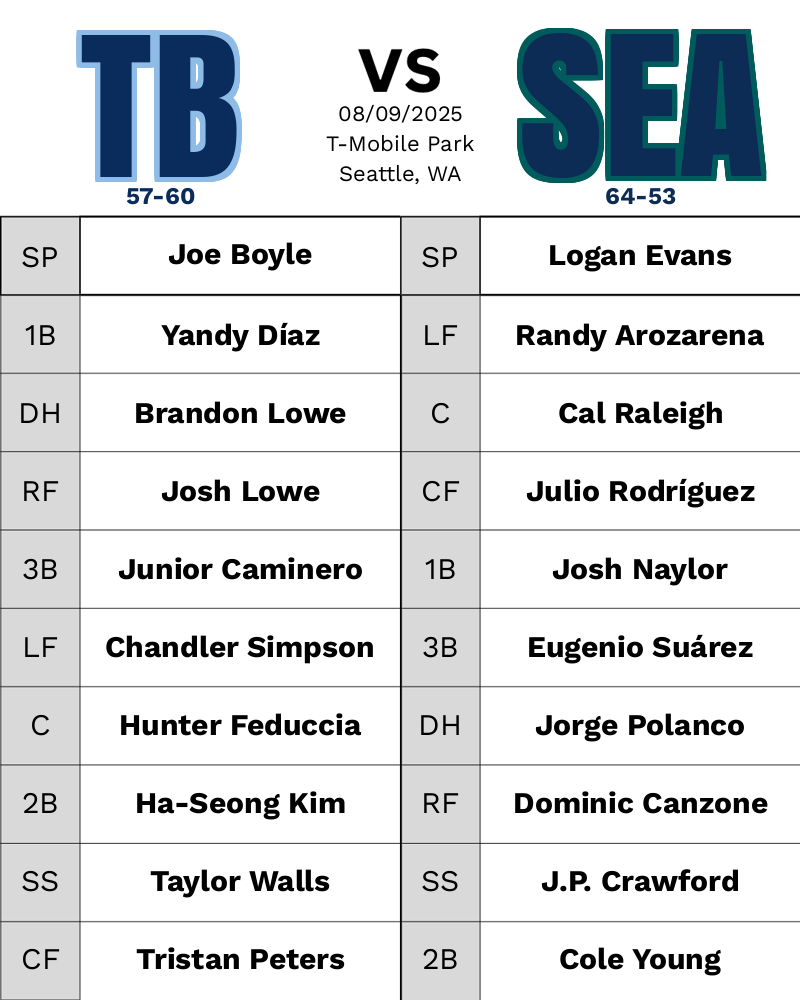 TB
VS
08/09/2025
T-Mobile Park
Seattle, WA
SEA
57-60
64-53
SP Joe Boyle SP Logan Evans
1B Yandy Díaz LF Randy Arozarena
DH Brandon Lowe C Cal Raleigh
RF Josh Lowe CF Julio Rodríguez
3B Junior Caminero 1B Josh Naylor
LF Chandler Simpson 3B Eugenio Suárez
C Hunter Feduccia DH Jorge Polanco
2B Ha-Seong Kim RF Dominic Canzone
SS Taylor Walls SS J.P. Crawford
CF Tristan Peters 2B Cole Young